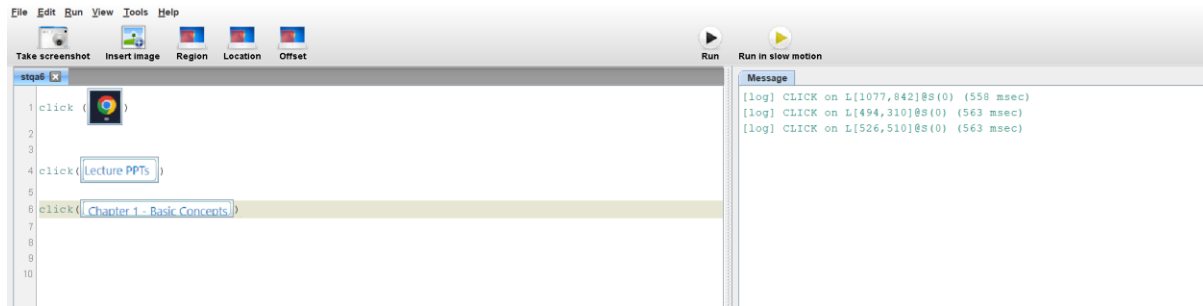 File Edit Run View Tools Help
Take screenshot Insert image Region Location Offset Run Run in slow motion
stqa6
Message
1 click ( )
2
3
4 click( Lecture PPTs )
5
6 click( Chapter 1 - Basic Concepts )
7
8
9
10
[log] CLICK on L[1077,842]@S(0) (558 msec)
[log] CLICK on L[494,310]@S(0) (563 msec)
[log] CLICK on L[526,510]@S(0) (563 msec)